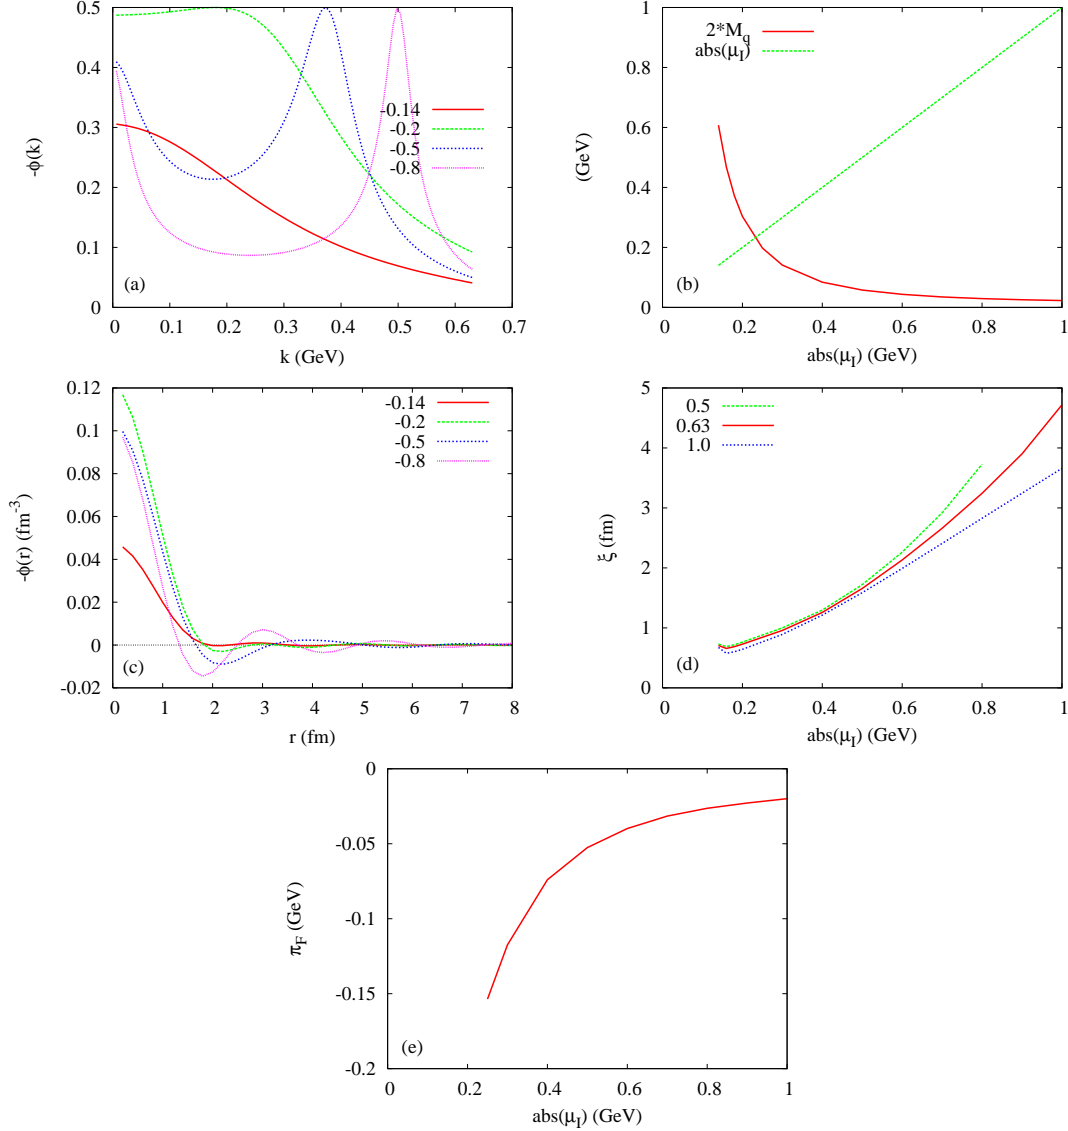 0.5
0.4
0.3
0.2
0.1
0
-ϕ(k)
-0.14
-0.2
-0.5
-0.8
(a)
0 0.1 0.2 0.3 0.4 0.5 0.6 0.7
k (GeV)
1
0.8
0.6
0.4
0.2
0
(GeV)
2*M_q
abs(μ_I)
(b)
0 0.2 0.4 0.6 0.8 1
abs(μ_I) (GeV)
0.12
0.1
0.08
0.06
0.04
0.02
0
-0.02
-ϕ(r) (fm^-3)
-0.14
-0.2
-0.5
-0.8
(c)
0 1 2 3 4 5 6 7 8
r (fm)
5
4
3
2
1
0
ξ (fm)
0.5
0.63
1.0
(d)
0 0.2 0.4 0.6 0.8 1
abs(μ_I) (GeV)
0
-0.05
-0.1
-0.15
-0.2
π_F (GeV)
(e)
0 0.2 0.4 0.6 0.8 1
abs(μ_I) (GeV)